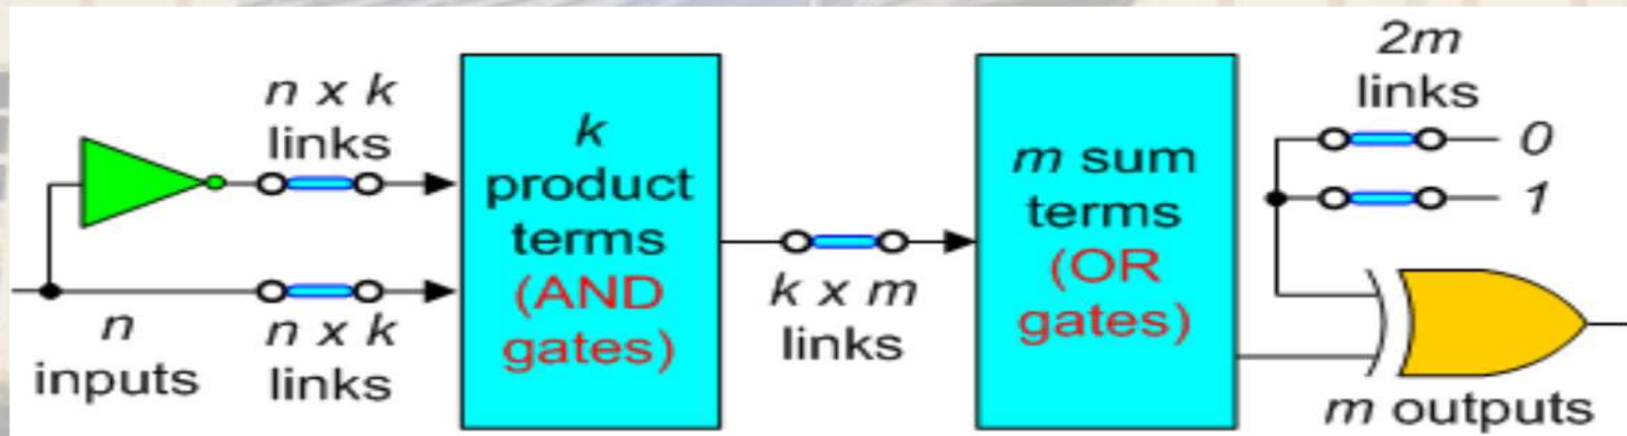 n x k
links
n
inputs
n x k
links
k
product
terms
(AND
gates)
k x m
links
m sum
terms
(OR
gates)
2m
links
0
1
m outputs